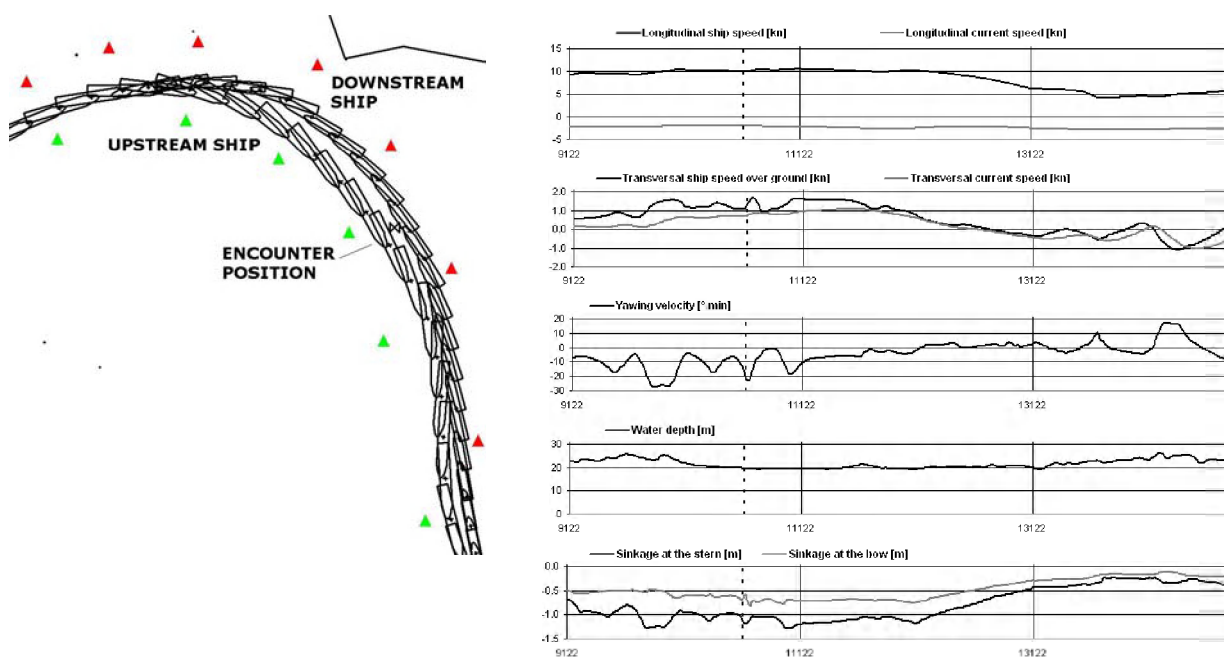 DOWNSTREAM
SHIP
UPSTREAM SHIP
ENCOUNTER
POSITION
Longitudinal ship speed [kn] Longitudinal current speed [kn]
15
10
5
0
-5
9122 11122 13122
Transversal ship speed over ground [kn] Transversal current speed [kn]
2.0
1.0
0.0
-1.0
-2.0
9122 11122 13122
Yawing velocity [°.min]
20
10
0
-10
-20
-30
9122 11122 13122
Water depth [m]
30
20
10
0
9122 11122 13122
Sinkage at the stern [m] Sinkage at the bow [m]
0.0
-0.5
-1.0
-1.5
9122 11122 13122